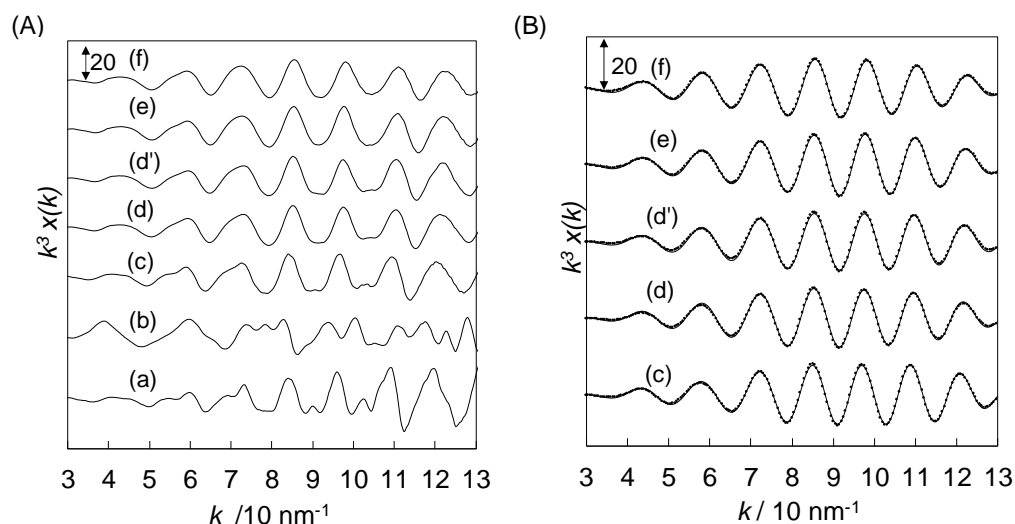 (A)
20
(f)
(e)
(d')
(d)
(c)
(b)
(a)
k³ x(k)
3 4 5 6 7 8 9 10 11 12 13
k /10 nm⁻¹
(B)
20
(f)
(e)
(d')
(d)
(c)
k³ x(k)
3 4 5 6 7 8 9 10 11 12 13
k / 10 nm⁻¹